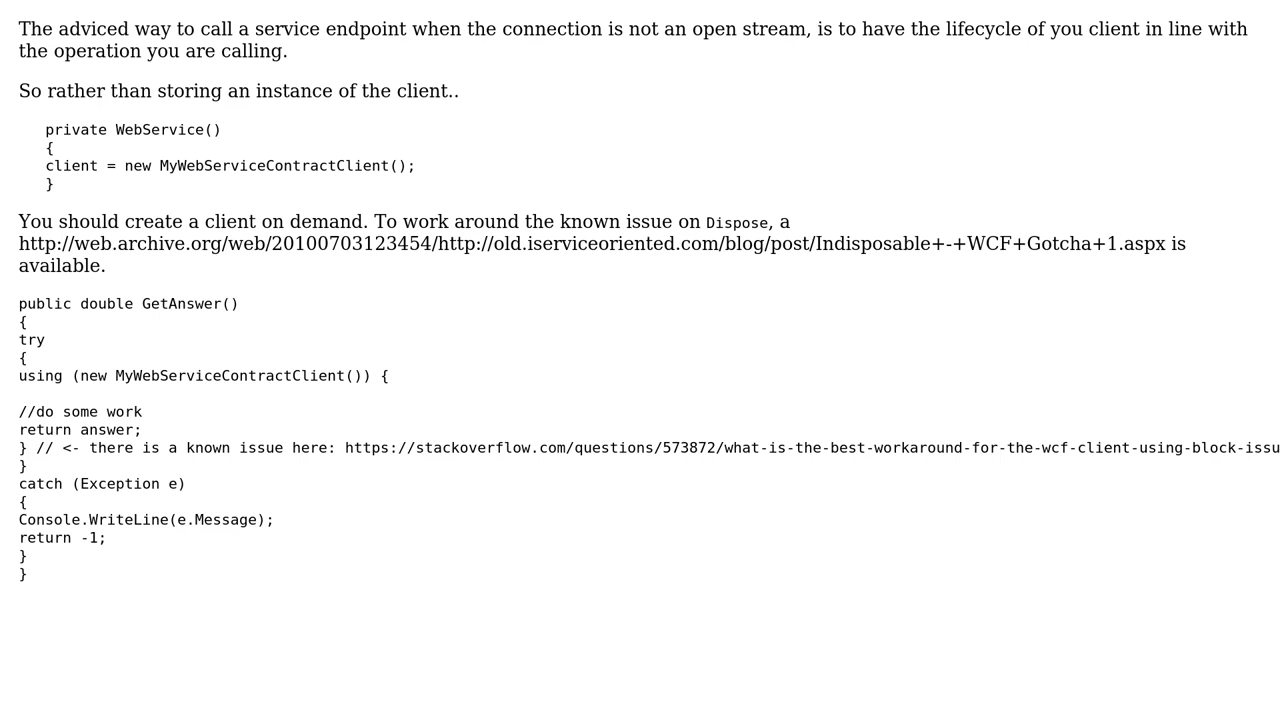 The adviced way to call a service endpoint when the connection is not an open stream, is to have the lifecycle of you client in line with
the operation you are calling.
So rather than storing an instance of the client..
private WebService()
{
client = new MyWebServiceContractClient();
}
You should create a client on demand. To work around the known issue on Dispose, a
http://web.archive.org/web/20100703123454/http://old.iserviceoriented.com/blog/post/Indisposable+-+WCF+Gotcha+1.aspx is
available.
public double GetAnswer()
{
try
{
using (new MyWebServiceContractClient()) {
//do some work
return answer;
} // <- there is a known issue here: https://stackoverflow.com/questions/573872/what-is-the-best-workaround-for-the-wcf-client-using-block-issu
}
catch (Exception e)
{
Console.WriteLine(e.Message);
return -1;
}
}